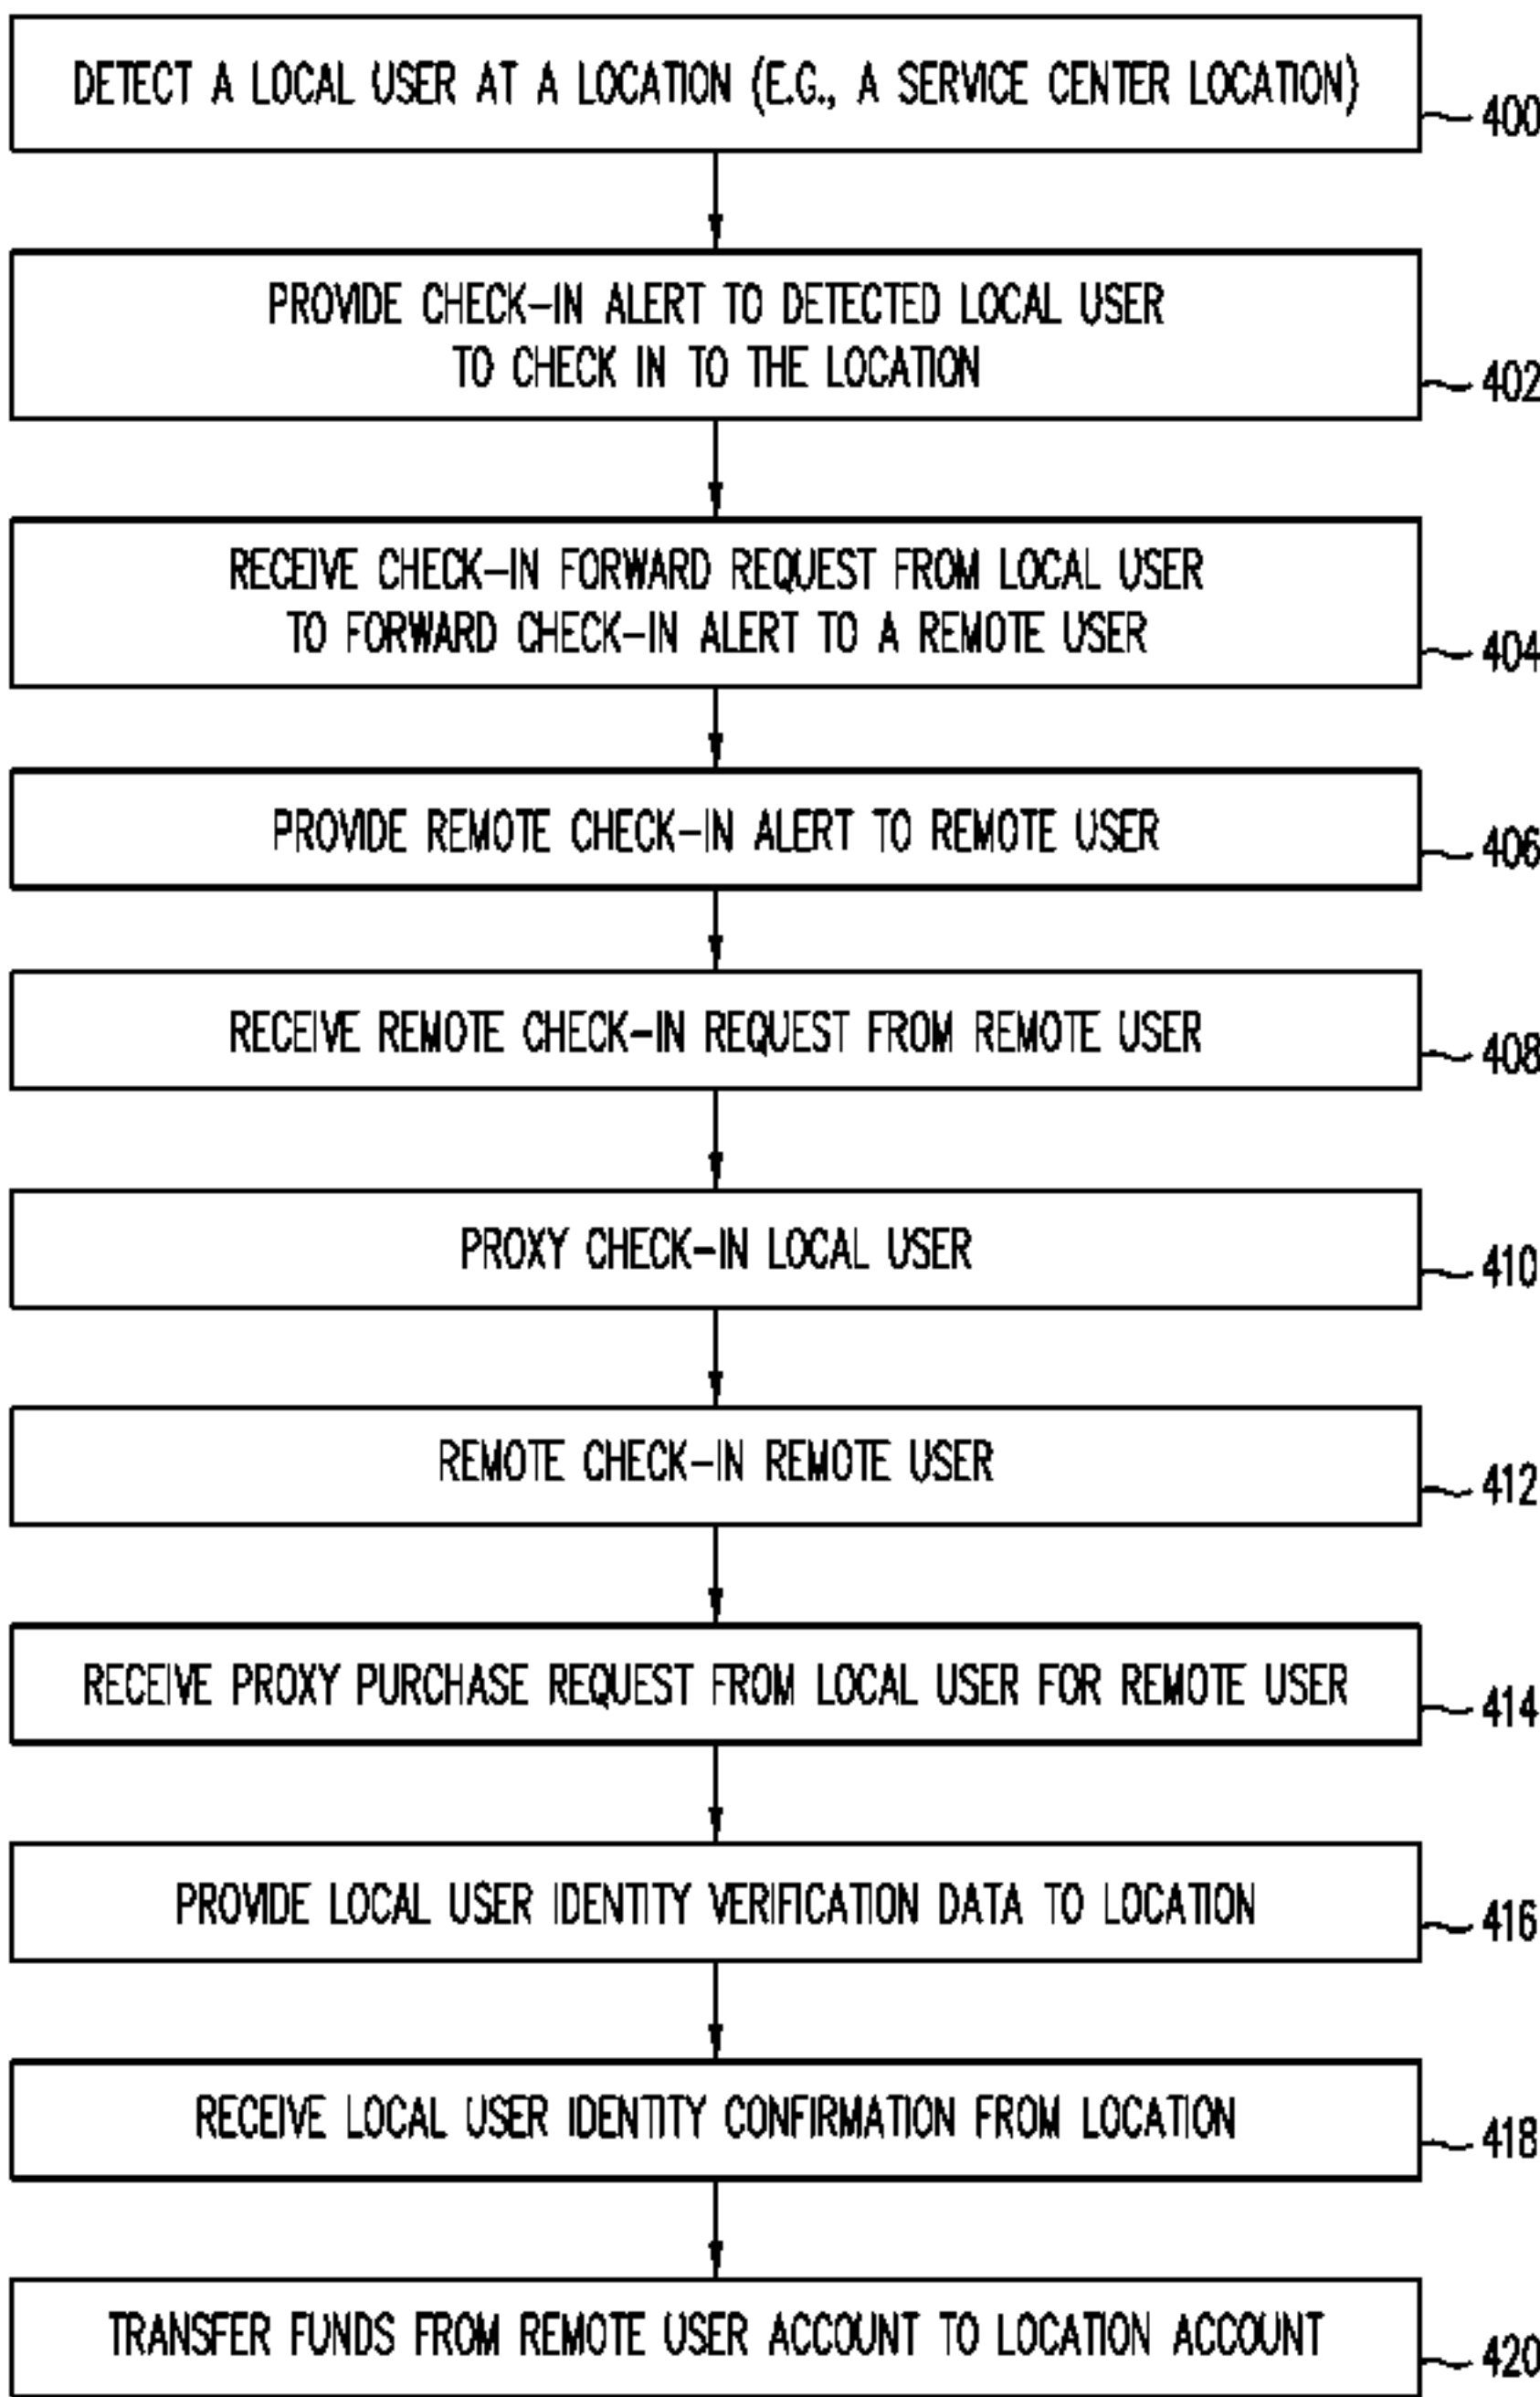 DETECT A LOCAL USER AT A LOCATION (E.G., A SERVICE CENTER LOCATION)
400
PROVIDE CHECK-IN ALERT TO DETECTED LOCAL USER
TO CHECK IN TO THE LOCATION
402
RECEIVE CHECK-IN FORWARD REQUEST FROM LOCAL USER
TO FORWARD CHECK-IN ALERT TO A REMOTE USER
404
PROVIDE REMOTE CHECK-IN ALERT TO REMOTE USER
406
RECEIVE REMOTE CHECK-IN REQUEST FROM REMOTE USER
408
PROXY CHECK-IN LOCAL USER
410
REMOTE CHECK-IN REMOTE USER
412
RECEIVE PROXY PURCHASE REQUEST FROM LOCAL USER FOR REMOTE USER
414
PROVIDE LOCAL USER IDENTITY VERIFICATION DATA TO LOCATION
416
RECEIVE LOCAL USER IDENTITY CONFIRMATION FROM LOCATION
418
TRANSFER FUNDS FROM REMOTE USER ACCOUNT TO LOCATION ACCOUNT
420